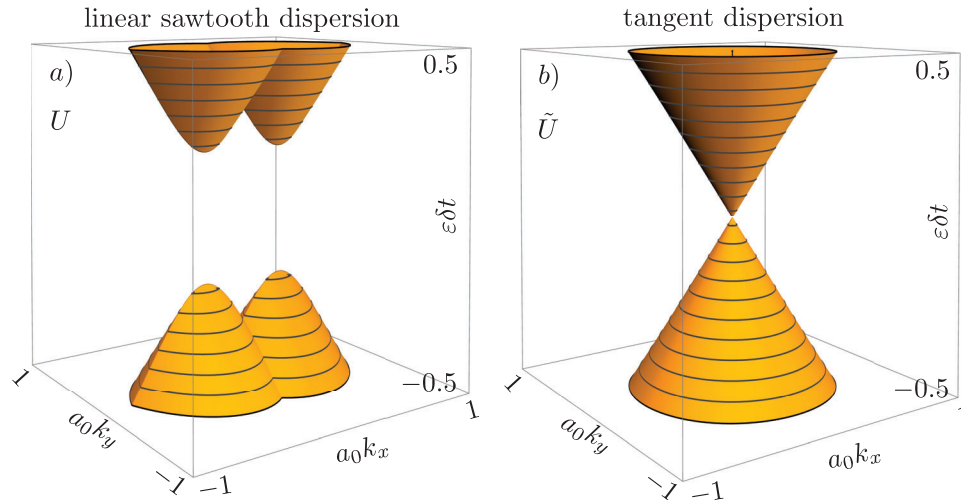 linear sawtooth dispersion
a)
U
0.5
εδt
−0.5
1
a₀k_y
−1
−1
a₀k_x
1
tangent dispersion
b)
Ũ
0.5
εδt
−0.5
1
a₀k_y
−1
−1
a₀k_x
1